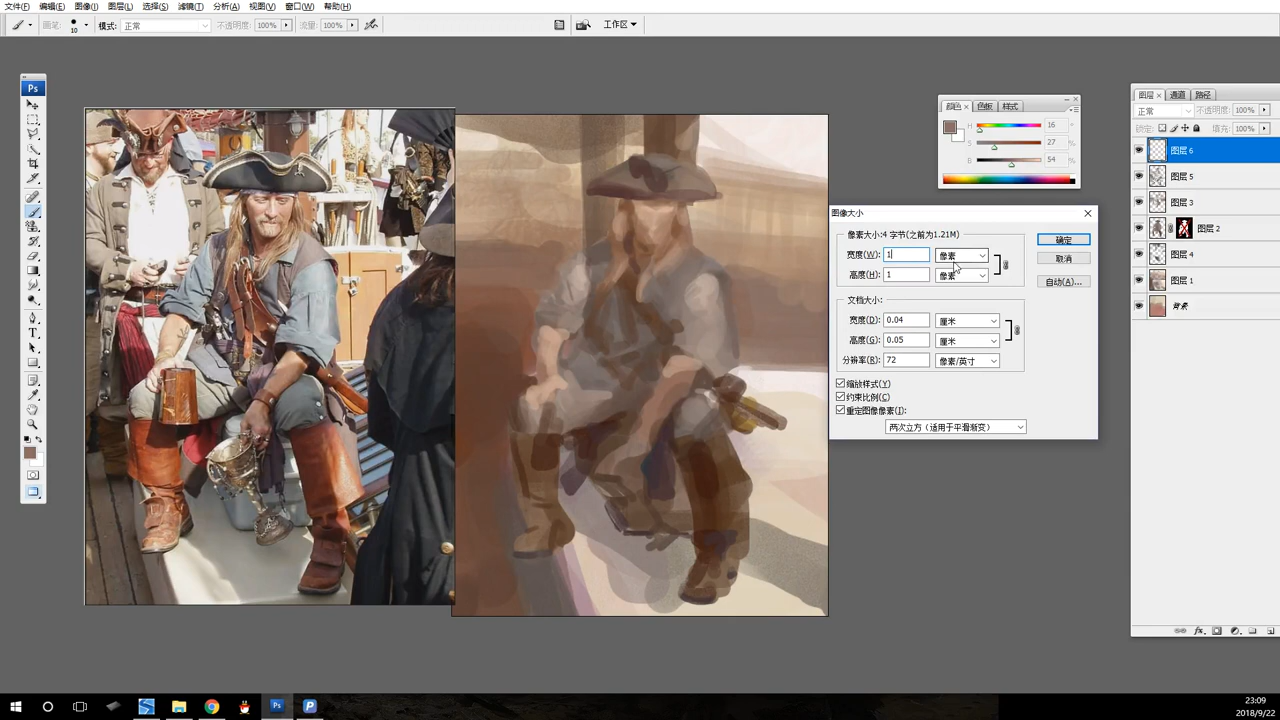 文件(F) 编辑(E) 图像(I) 图层(L) 选择(S) 滤镜(T) 分析(A) 视图(V) 窗口(W) 帮助(H)
画笔: 10 模式: 正常 不透明度: 100% 流量: 100% 工作区
Ps
颜色 × 色板 样式
H 16 °
S 27 %
B 54 %
图层 × 通道 路径
正常 不透明度: 100%
锁定: 填充: 100%
图层 6
图层 5
图层 3
图层 2
图层 4
图层 1
背景
fx
图像大小
像素大小:4 字节(之前为1.21M)
宽度(W): 1 像素
高度(H): 1 像素
确定
取消
自动(A)...
文档大小:
宽度(D): 0.04 厘米
高度(G): 0.05 厘米
分辨率(R): 72 像素/英寸
缩放样式(Y)
约束比例(C)
重定图像像素(I):
两次立方（适用于平滑渐变）
T
Ps
P
23:09
2018/9/22